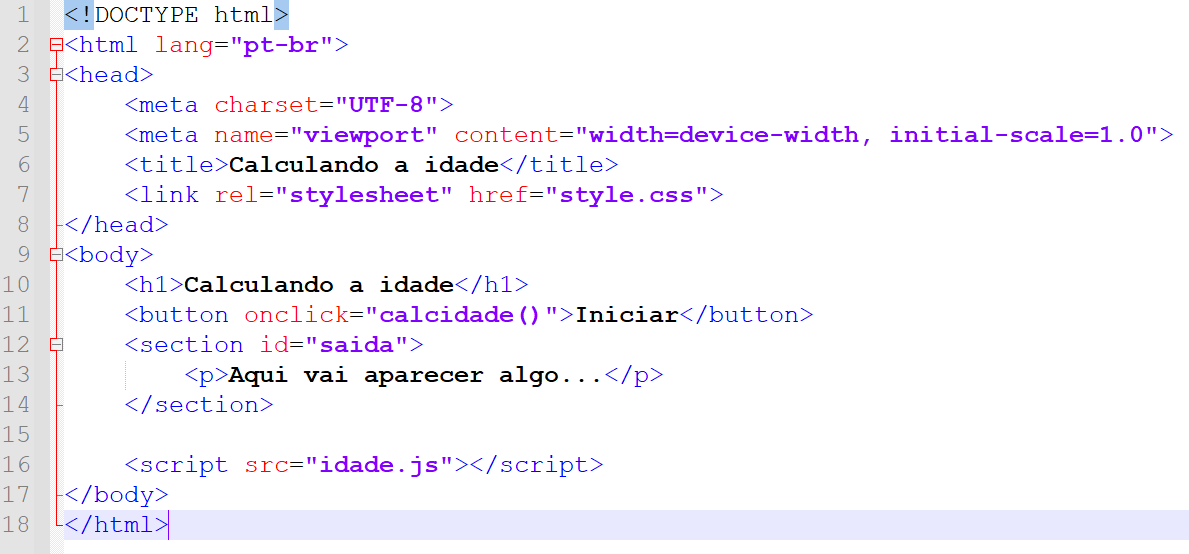 1 <!DOCTYPE html>
2 <html lang="pt-br">
3 <head>
4     <meta charset="UTF-8">
5     <meta name="viewport" content="width=device-width, initial-scale=1.0">
6     <title>Calculando a idade</title>
7     <link rel="stylesheet" href="style.css">
8 </head>
9 <body>
10     <h1>Calculando a idade</h1>
11     <button onclick="calcidade()">Iniciar</button>
12     <section id="saida">
13         <p>Aqui vai aparecer algo...</p>
14     </section>
15
16     <script src="idade.js"></script>
17 </body>
18 </html>